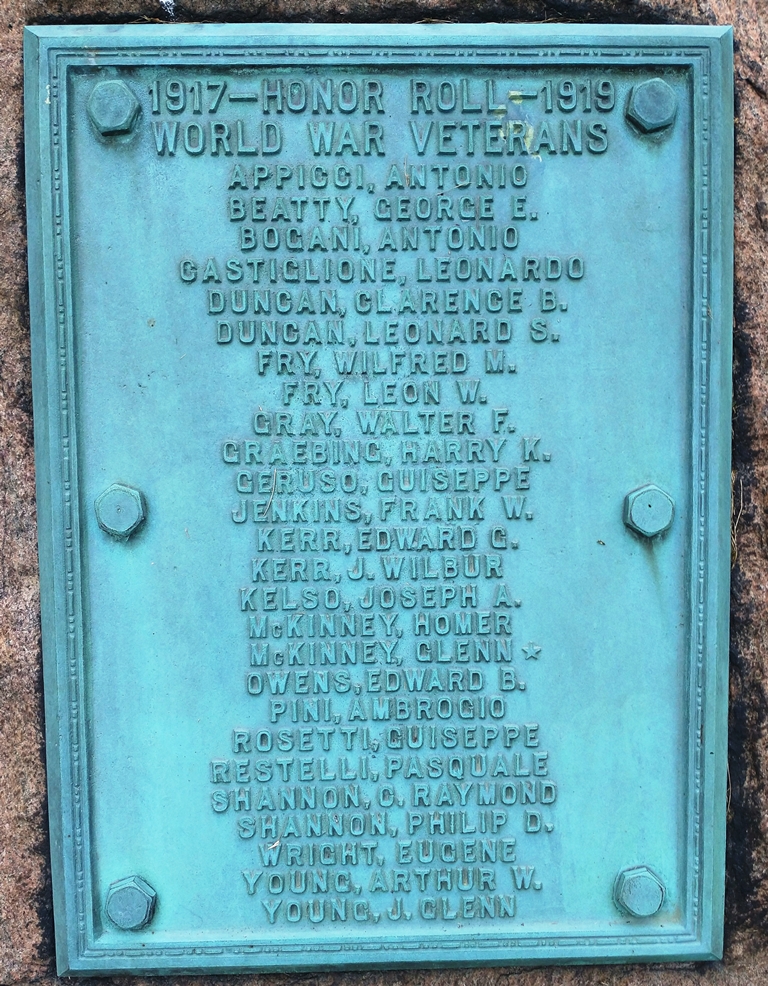 1917—HONOR ROLL—1919
WORLD WAR VETERANS
APPICCI, ANTONIO
BEATTY, GEORGE E.
BOGANI, ANTONIO
CASTIGLIONE, LEONARDO
DUNCAN, CLARENCE B.
DUNCAN, LEONARD S.
FRY, WILFRED M.
FRY, LEON W.
GRAY, WALTER F.
GRAEBING, HARRY K.
GERUSO, GUISEPPE
JENKINS, FRANK W.
KERR, EDWARD G.
KERR, J. WILBUR
KELSO, JOSEPH A.
McKINNEY, HOMER
McKINNEY, GLENN ☆
OWENS, EDWARD B.
PINI, AMBROGIO
ROSETTI, GUISEPPE
RESTELLI, PASQUALE
SHANNON, C. RAYMOND
SHANNON, PHILIP D.
WRIGHT, EUGENE
YOUNG, ARTHUR W.
YOUNG, J. GLENN